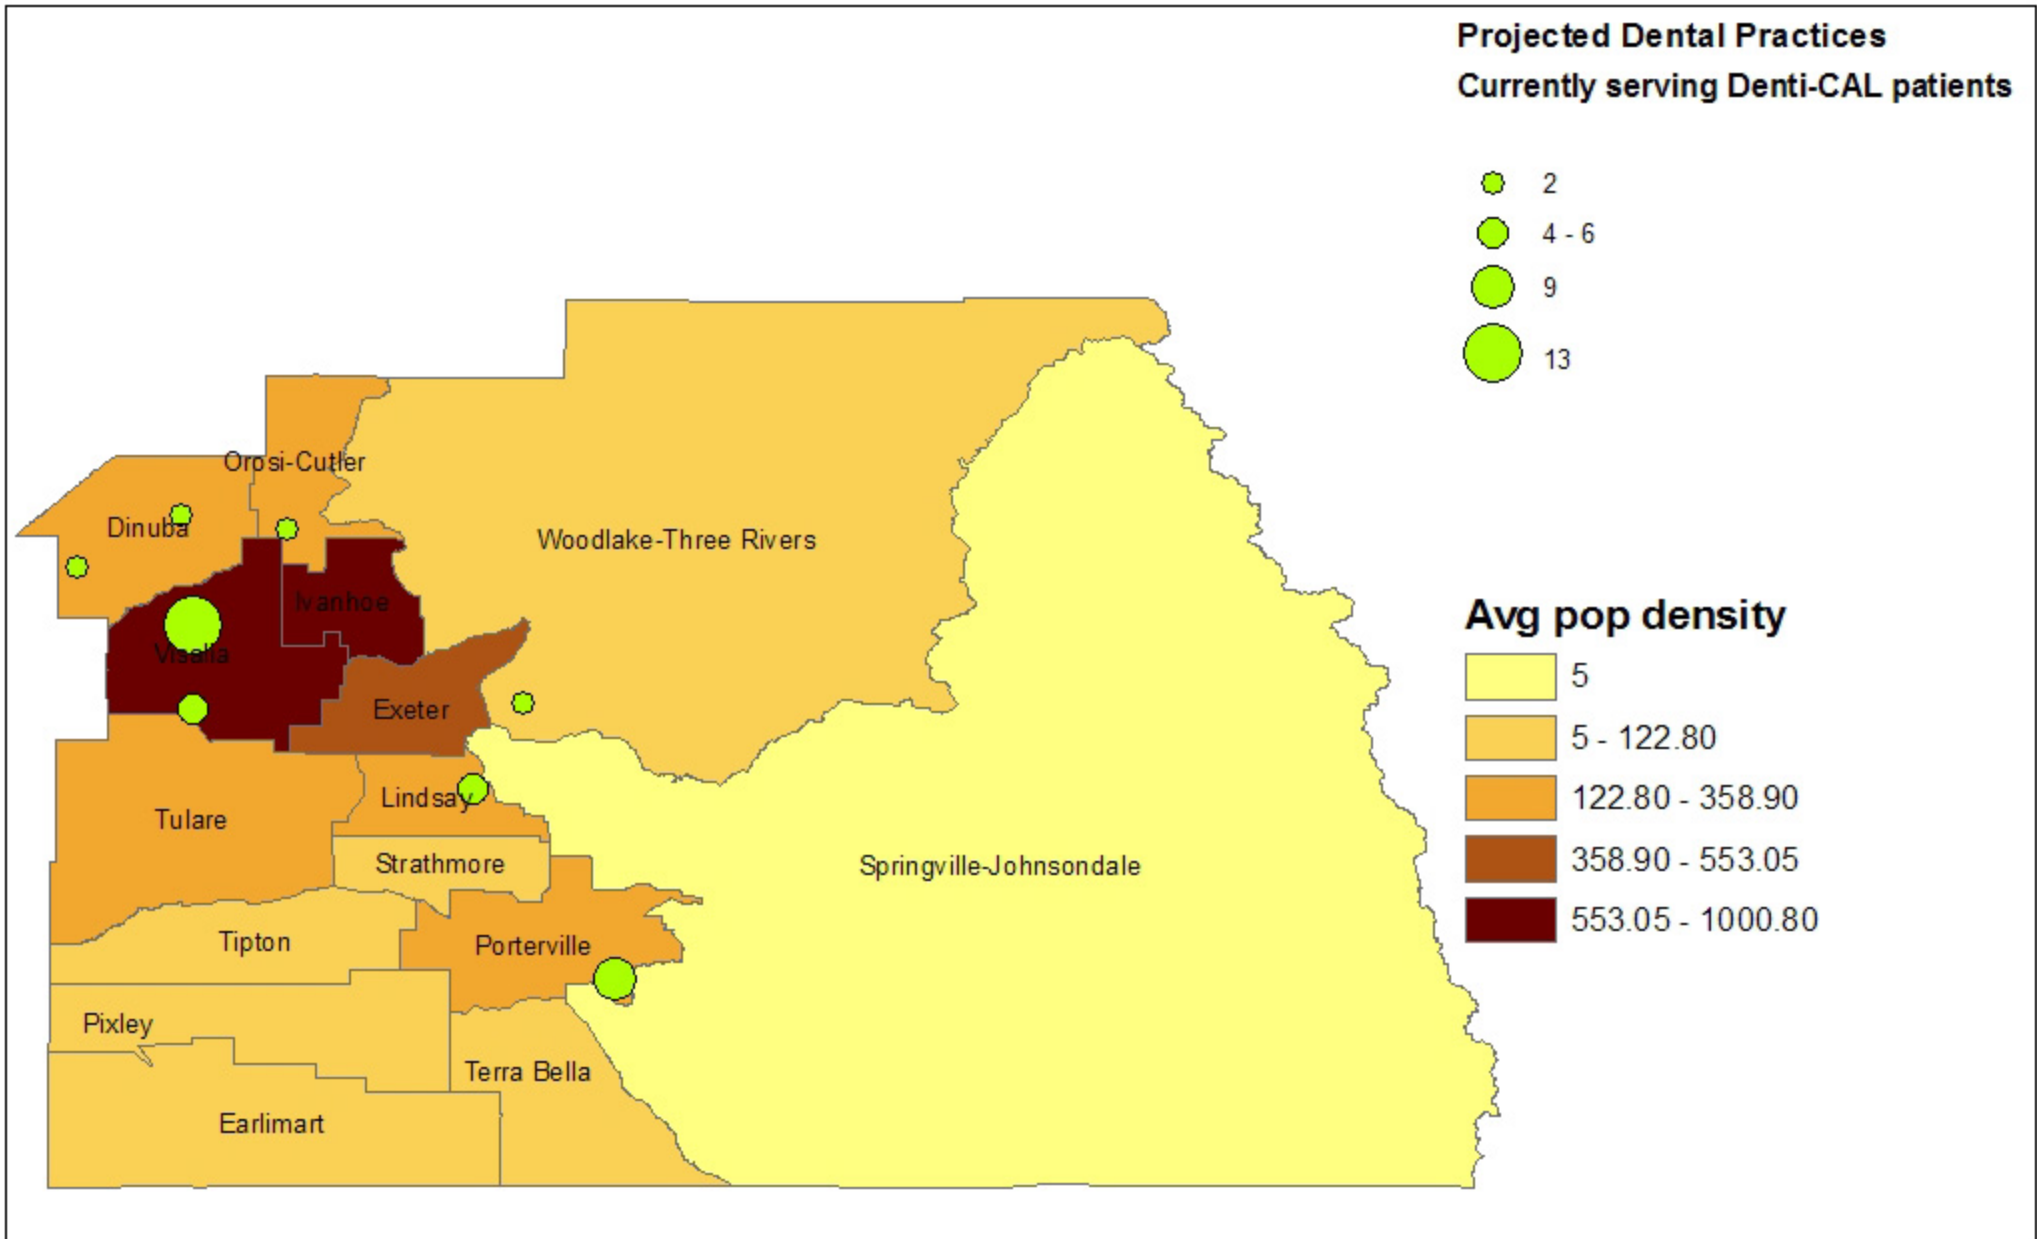 Projected Dental Practices
Currently serving Denti-CAL patients
2
4 - 6
9
13
Orosi-Cutler
Dinuba
Woodlake-Three Rivers
Ivanhoe
Visalia
Exeter
Lindsay
Tulare
Strathmore
Springville-Johnsondale
Tipton
Porterville
Pixley
Terra Bella
Earlimart
Avg pop density
5
5 - 122.80
122.80 - 358.90
358.90 - 553.05
553.05 - 1000.80